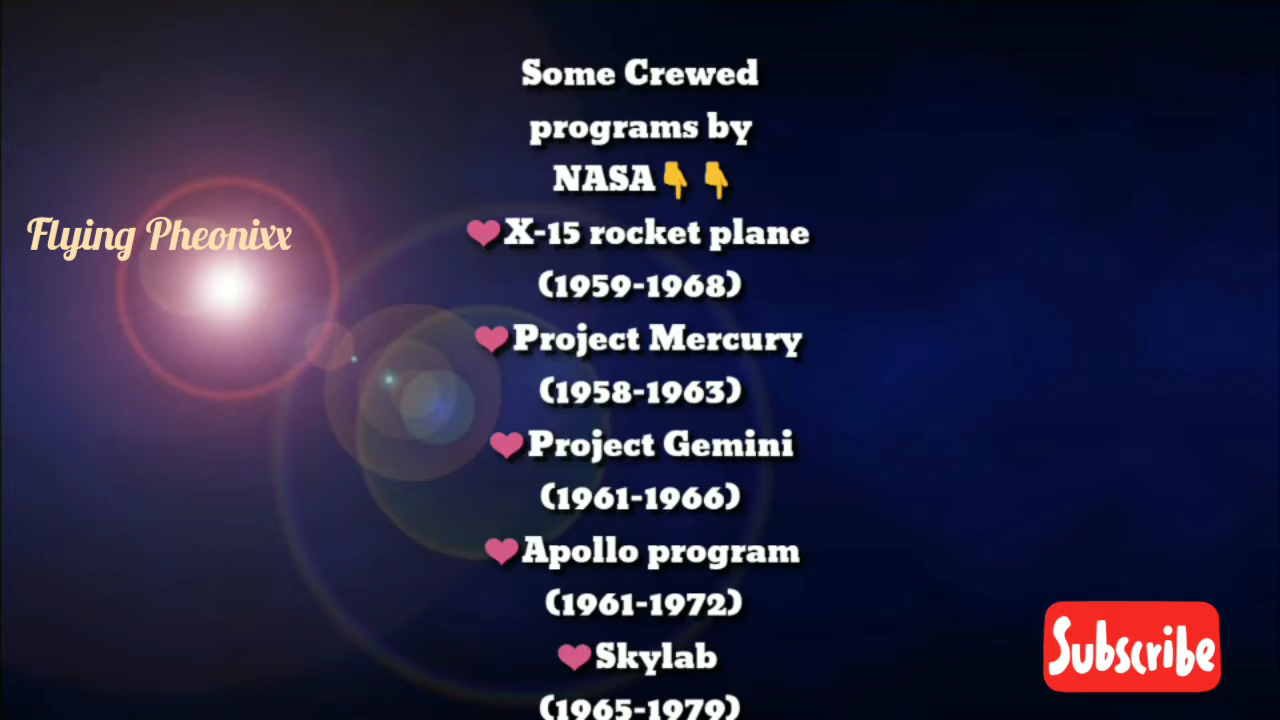 Some Crewed
programs by
NASA👇👇
Flying Pheonixx
❤X-15 rocket plane
(1959-1968)
❤Project Mercury
(1958-1963)
❤Project Gemini
(1961-1966)
❤Apollo program
(1961-1972)
❤Skylab
(1965-1979)
Subscribe